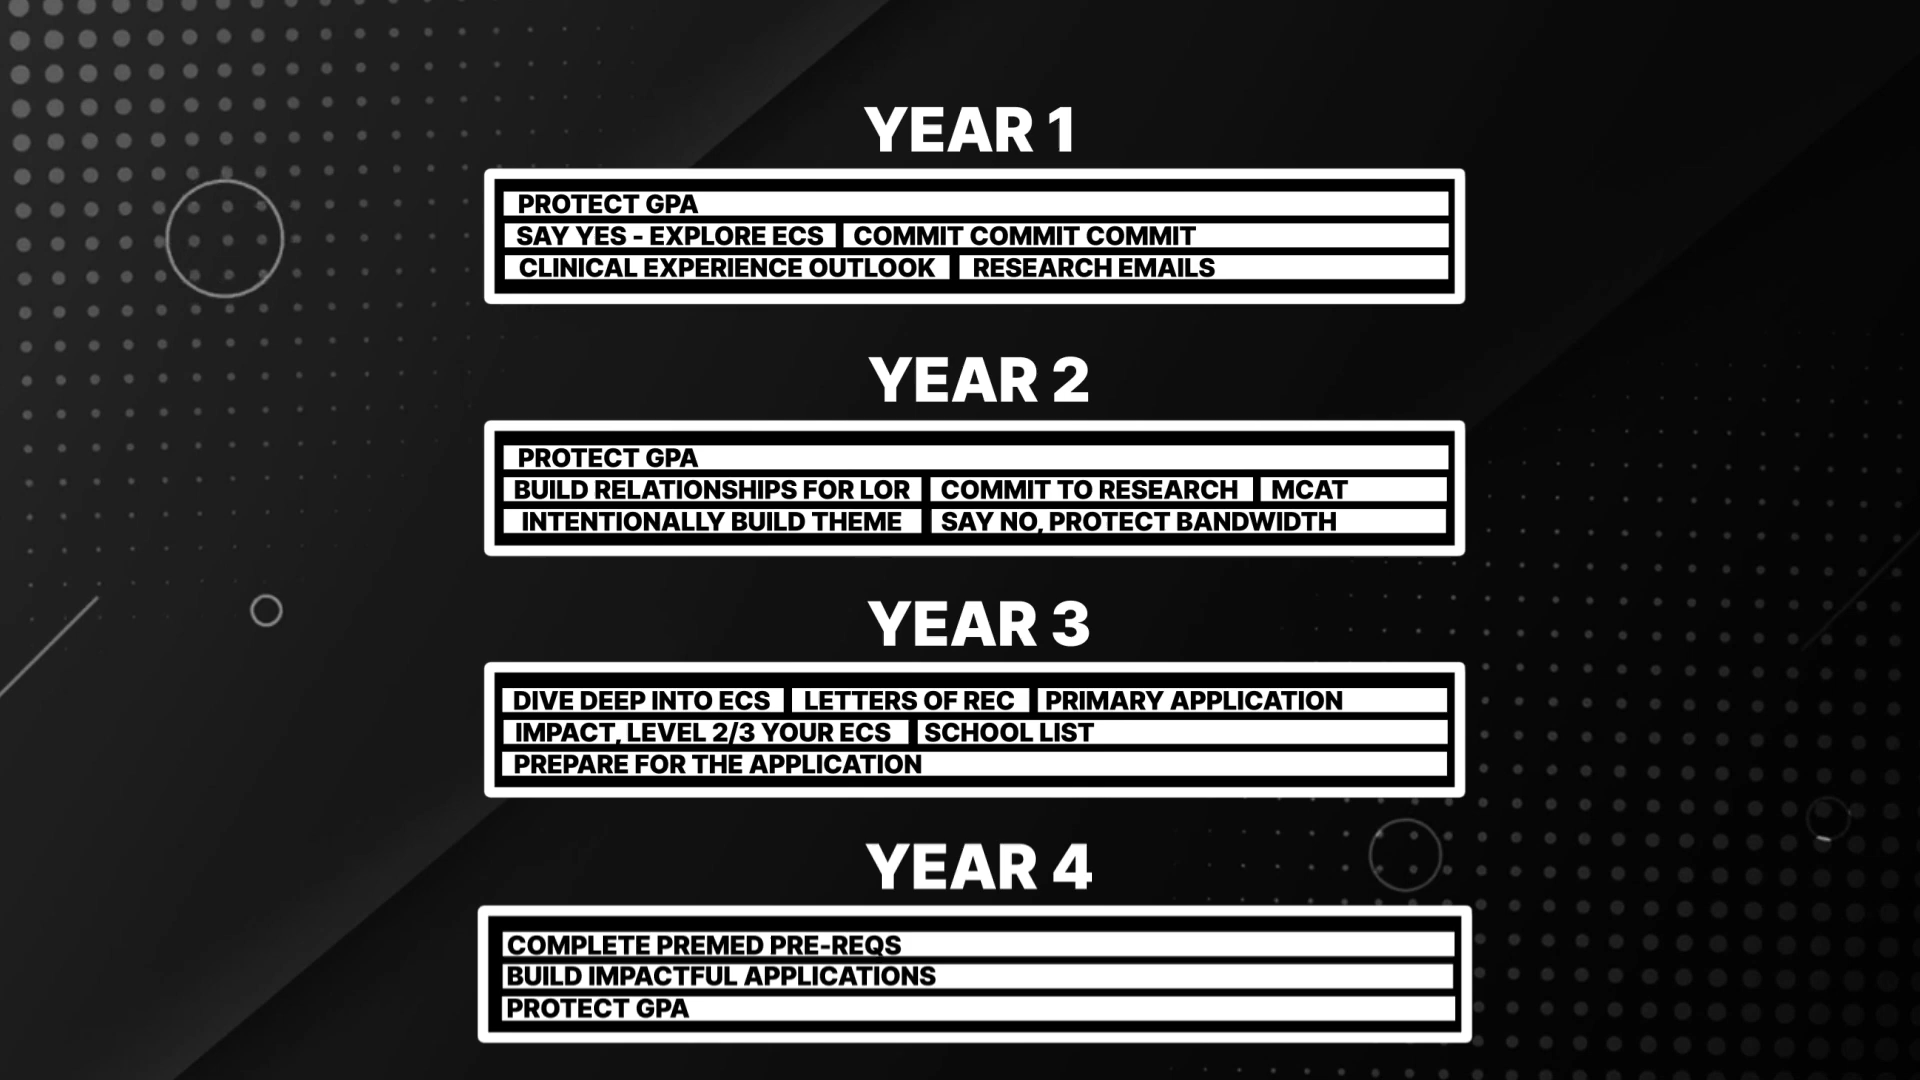 YEAR 1
PROTECT GPA
SAY YES - EXPLORE ECS COMMIT COMMIT COMMIT
CLINICAL EXPERIENCE OUTLOOK RESEARCH EMAILS
YEAR 2
PROTECT GPA
BUILD RELATIONSHIPS FOR LOR COMMIT TO RESEARCH MCAT
INTENTIONALLY BUILD THEME SAY NO, PROTECT BANDWIDTH
YEAR 3
DIVE DEEP INTO ECS LETTERS OF REC PRIMARY APPLICATION
IMPACT, LEVEL 2/3 YOUR ECS SCHOOL LIST
PREPARE FOR THE APPLICATION
YEAR 4
COMPLETE PREMED PRE-REQS
BUILD IMPACTFUL APPLICATIONS
PROTECT GPA